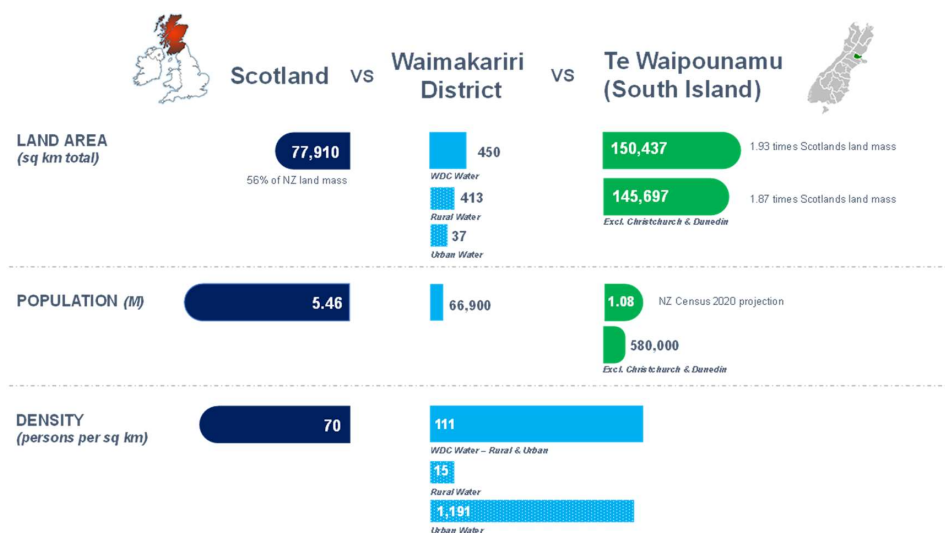 Scotland vs Waimakariri District vs Te Waipounamu (South Island)
LAND AREA
(sq km total)
77,910
56% of NZ land mass
450
WDC Water
413
Rural Water
37
Urban Water
150,437
1.93 times Scotlands land mass
145,697
1.87 times Scotlands land mass
Excl. Christchurch & Dunedin
POPULATION (M)
5.46
66,900
1.08
NZ Census 2020 projection
580,000
Excl. Christchurch & Dunedin
DENSITY
(persons per sq km)
70
111
WDC Water – Rural & Urban
15
Rural Water
1,191
Urban Water